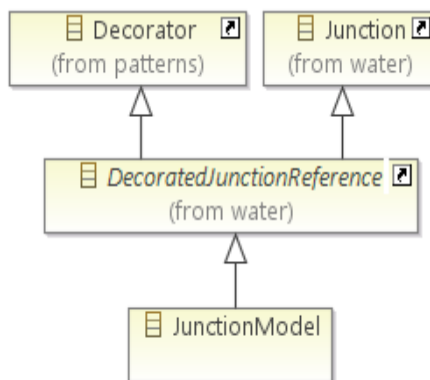 Decorator
(from patterns)
Junction
(from water)
DecoratedJunctionReference
(from water)
JunctionModel